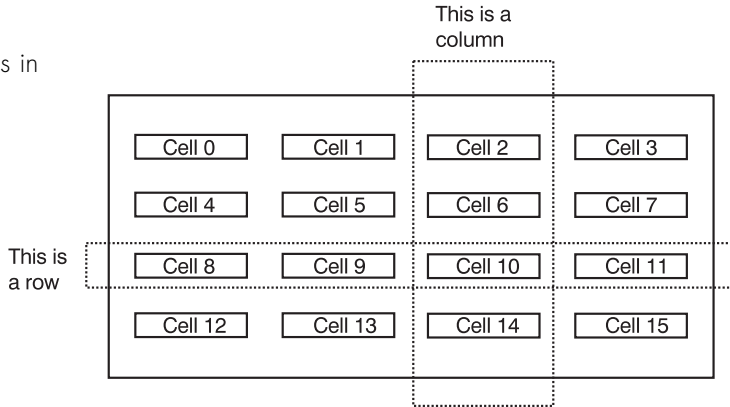 This is a
column
s in
Cell 0 Cell 1 Cell 2 Cell 3
Cell 4 Cell 5 Cell 6 Cell 7
This is
a row
Cell 8 Cell 9 Cell 10 Cell 11
Cell 12 Cell 13 Cell 14 Cell 15